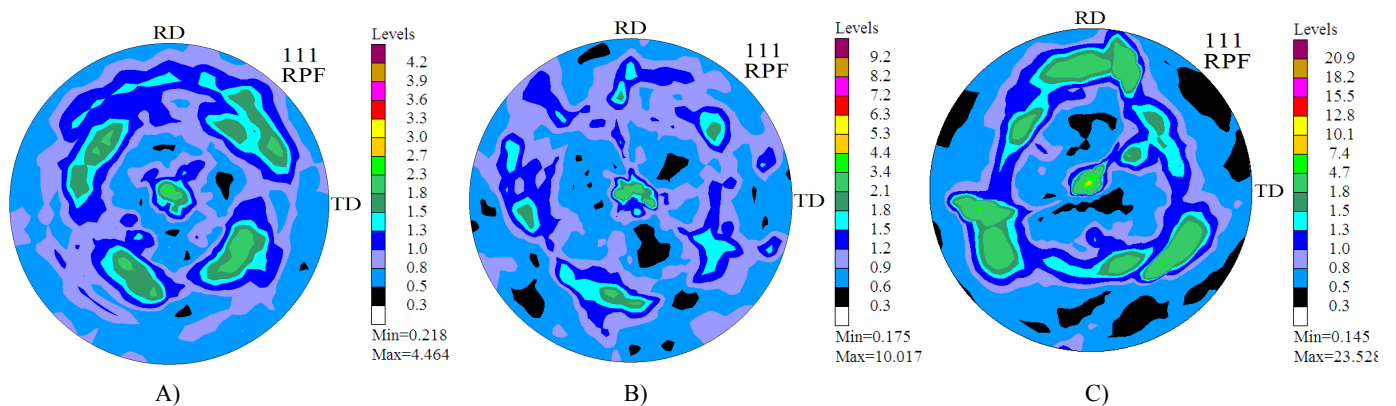 RD
111
RPF
TD
Levels
4.2
3.9
3.6
3.3
3.0
2.7
1.8
1.5
1.3
1.0
0.8
0.5
0.3
Min=0.218
Max=4.464
A)
RD
111
RPF
TD
Levels
9.2
8.2
7.2
6.3
5.3
4.4
3.4
2.1
1.8
1.5
1.2
0.9
0.6
0.3
Min=0.175
Max=10.017
B)
RD
111
RPF
TD
Levels
20.9
18.2
15.5
12.8
10.1
7.4
4.7
1.8
1.5
1.3
1.0
0.8
0.5
0.3
Min=0.145
Max=23.528
C)